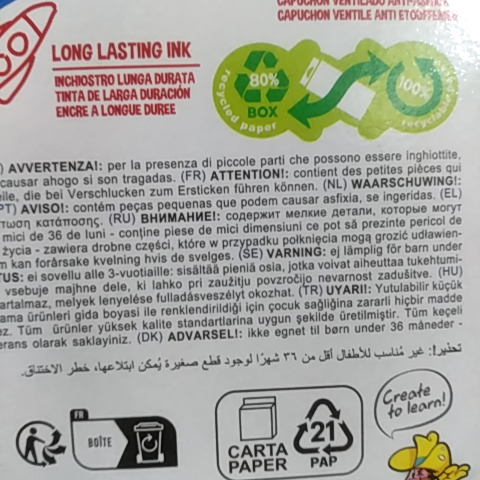 CAPUCHON VENTILE ANTI ETOUFFEMENT
LONG LASTING INK
INCHIOSTRO LUNGA DURATA
TINTA DE LARGA DURACIÓN
ENCRE A LONGUE DUREE
80%
BOX
recycled paper
100%
recyclable
) AVVERTENZA!: per la presenza di piccole parti che possono essere inghiottite,
causar ahogo si son tragadas. (FR) ATTENTION!: contient des petites pièces qui
eile, die bei Verschlucken zum Ersticken führen können. (NL) WAARSCHUWING!:
PT) AVISO!: contém peças pequenas que podem causar asfixia, se ingeridas. (EL)
πτωση κατάποσης. (RU) ВНИМАНИЕ!: содержит мелкие детали, которые могут
mici de 36 de luni - conține piese de mici dimensiuni ce pot să prezinte pericol de
życia - zawiera drobne części, które w przypadku połknięcia mogą grozić udławien-
m kan forårsake kvelning hvis de svelges. (SE) VARNING: ej lämplig för barn under
TUS: ei sovellu alle 3-vuotiaille: sisältää pieniä osia, jotka voivat aiheuttaa tukehtumi-
vsebuje majhne dele, ki lahko pri zaužitju povzročijo nevarnost zadušitve. (HU)
artalmaz, melyek lenyelése fulladásveszélyt okozhat. (TR) UYARI!: Yutulabilir küçük
ama ürünleri gıda boyasi ile renklendirildiği için çocuk sağlığina zararli hiçbir madde
ez. Tüm ürünler yüksek kalite standartlarina uygun şekilde üretilmiştir. Tüm keçeli
erans olarak saklayiniz. (DK) ADVARSEL!: ikke egnet til børn under 36 måneder -
تحذير!: غير مُناسب للأطفال أقل من ٣٦ شهرًا لوجود قطع صغيرة يُمكن ابتلاعها، خطر الاختناق.
FR
BOÎTE
CARTA
PAPER
21
PAP
Create
to learn!